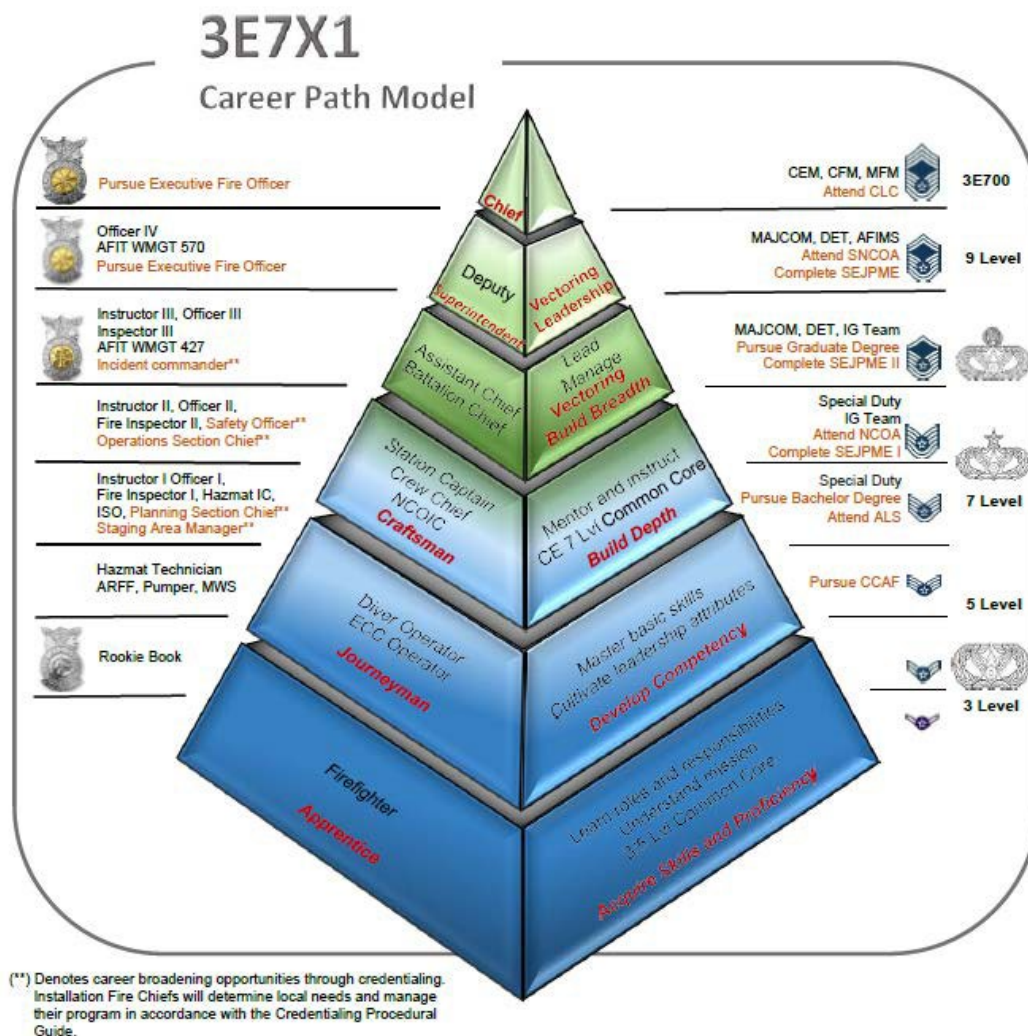 3E7X1
Career Path Model
Pursue Executive Fire Officer
Officer IV
AFIT WMGT 570
Pursue Executive Fire Officer
Instructor III, Officer III
Inspector III
AFIT WMGT 427
Incident commander**
Instructor II, Officer II,
Fire Inspector II, Safety Officer**
Operations Section Chief**
Instructor I Officer I,
Fire Inspector I, Hazmat IC,
ISO, Planning Section Chief**
Staging Area Manager**
Hazmat Technician
ARFF, Pumper, MWS
Rookie Book
Chief
Deputy
Superintendent
Vectoring
Leadership
Assistant Chief
Battalion Chief
Lead
Manage
Vectoring
Build Breadth
Station Captain
Crew Chief
NCOIC
Craftsman
Mentor and instruct
CE 7 Lvl Common Core
Build Depth
Diver Operator
ECC Operator
Journeyman
Master basic skills
Cultivate leadership attributes
Develop Competency
Firefighter
Apprentice
Learn roles and responsibilities
Understand mission
3-5 Lvl Common Core
Acquire Skills and Proficiency
CEM, CFM, MFM
Attend CLC
3E700
MAJCOM, DET, AFIMS
Attend SNCOA
Complete SEJPME
9 Level
MAJCOM, DET, IG Team
Pursue Graduate Degree
Complete SEJPME II
Special Duty
IG Team
Attend NCOA
Complete SEJPME I
Special Duty
Pursue Bachelor Degree
Attend ALS
7 Level
Pursue CCAF
5 Level
3 Level
(**) Denotes career broadening opportunities through credentialing.
Installation Fire Chiefs will determine local needs and manage
their program in accordance with the Credentialing Procedural
Guide.